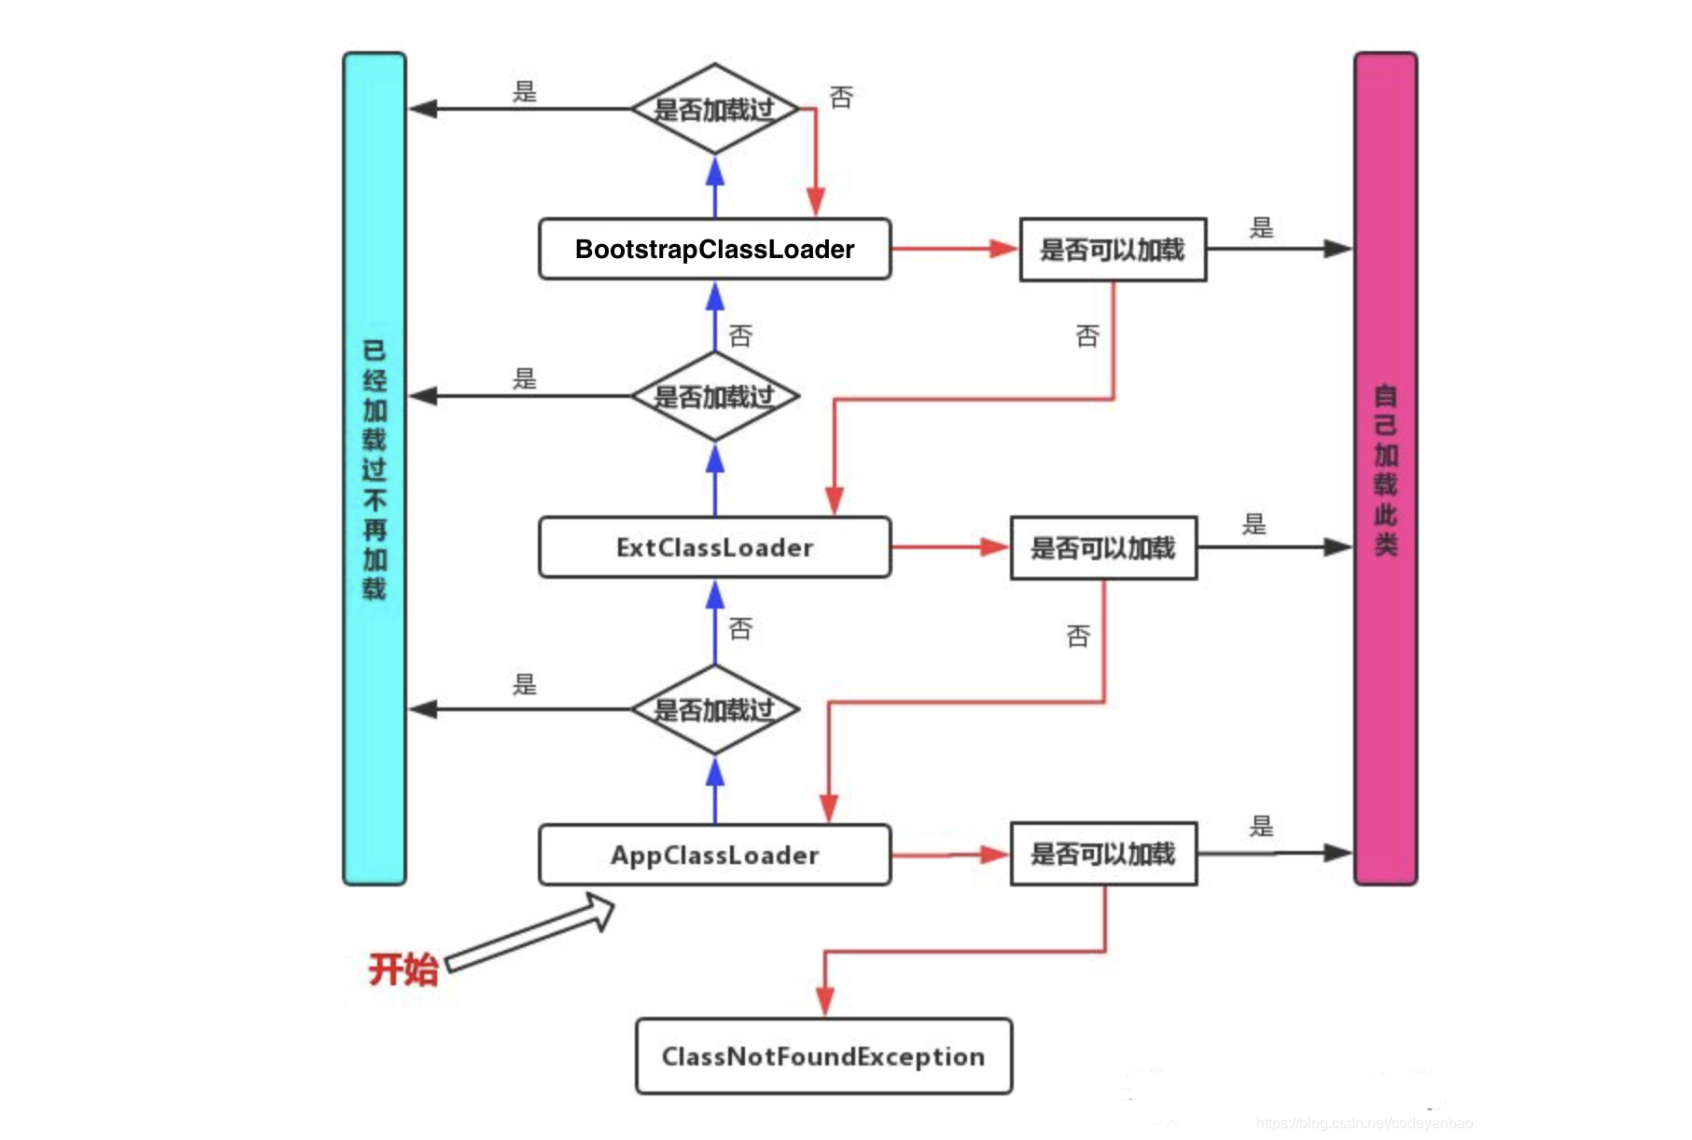 是
是否加载过
否
BootstrapClassLoader
是否可以加载
是
否
否
是
是否加载过
已经加载过不再加载
自己加载此类
ExtClassLoader
是否可以加载
是
否
否
是
是否加载过
AppClassLoader
是否可以加载
是
开始
ClassNotFoundException
https://blog.csdn.net/codeyanbao